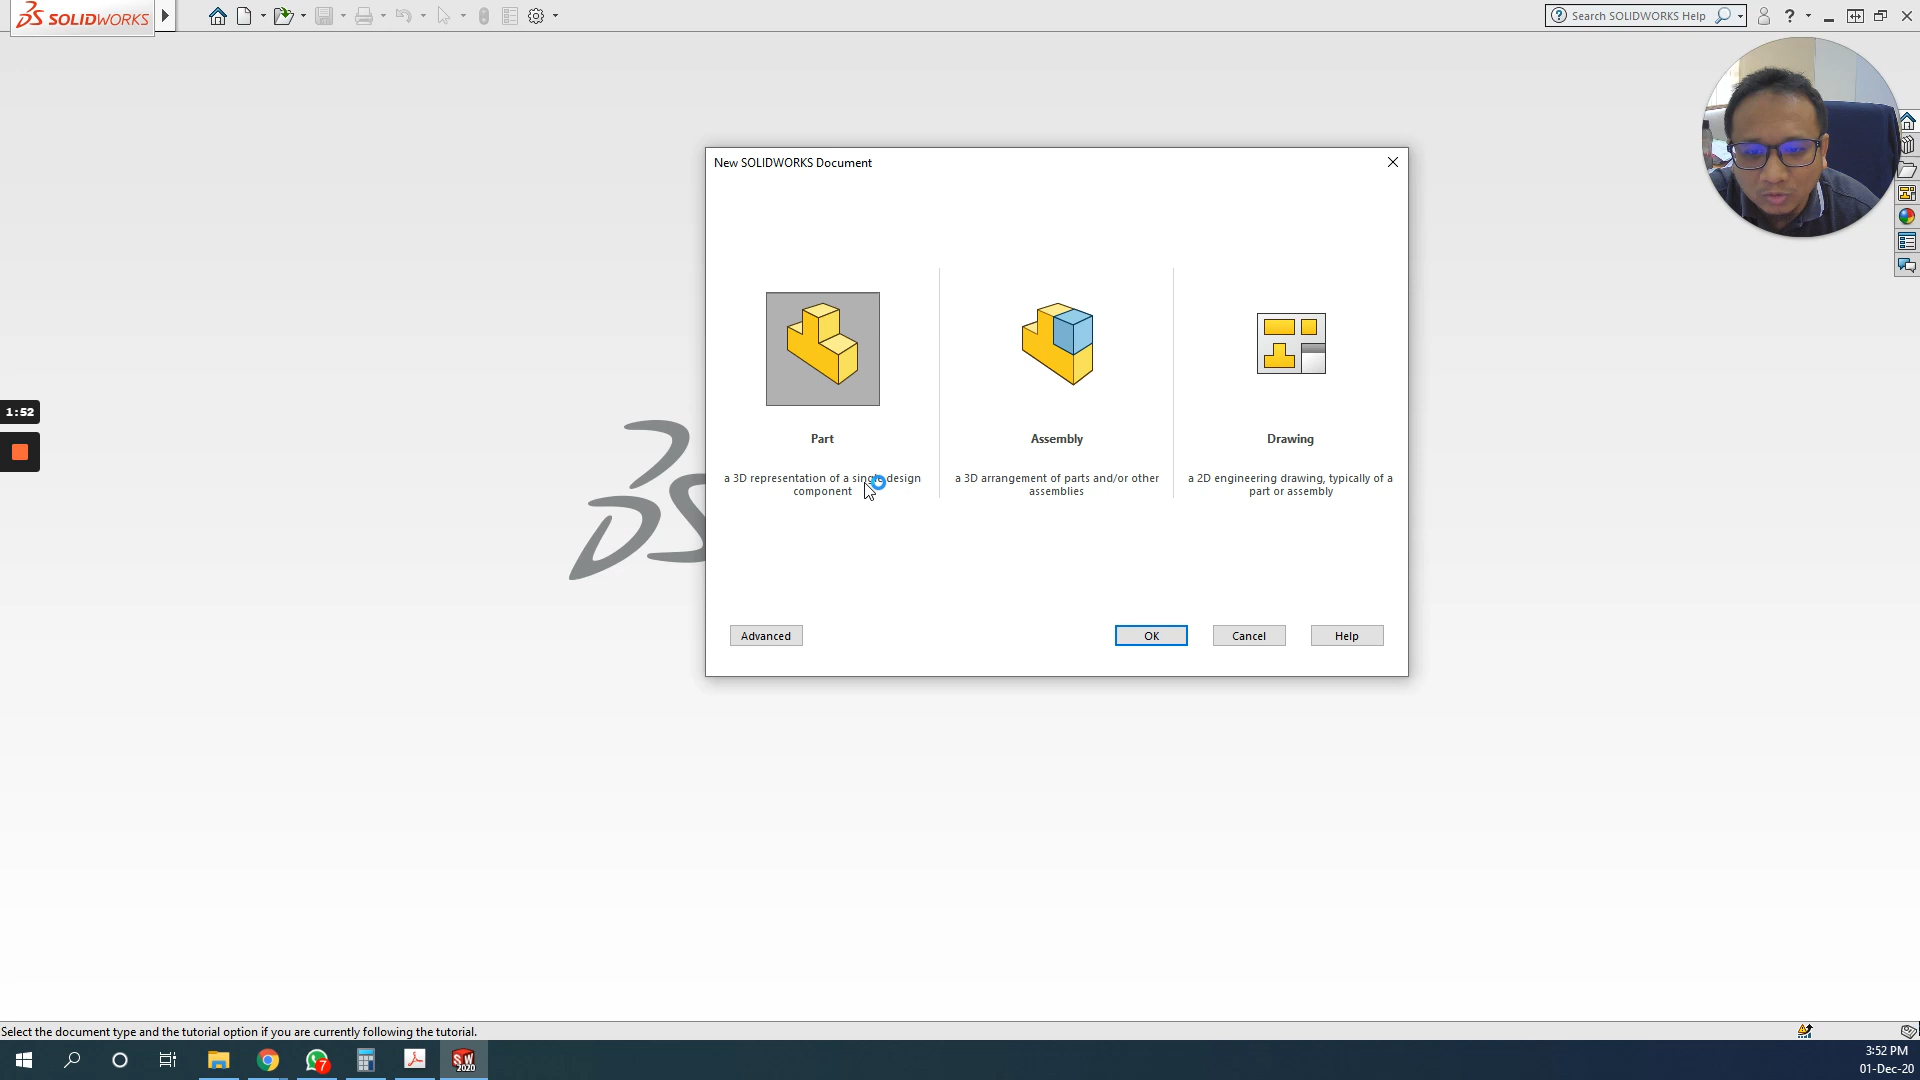 SOLIDWORKS
Search SOLIDWORKS Help
New SOLIDWORKS Document
1:52
Part
Assembly
Drawing
a 3D representation of a single design
component
a 3D arrangement of parts and/or other
assemblies
a 2D engineering drawing, typically of a
part or assembly
Advanced
OK
Cancel
Help
Select the document type and the tutorial option if you are currently following the tutorial.
7
SW
2020
3:52 PM
01-Dec-20